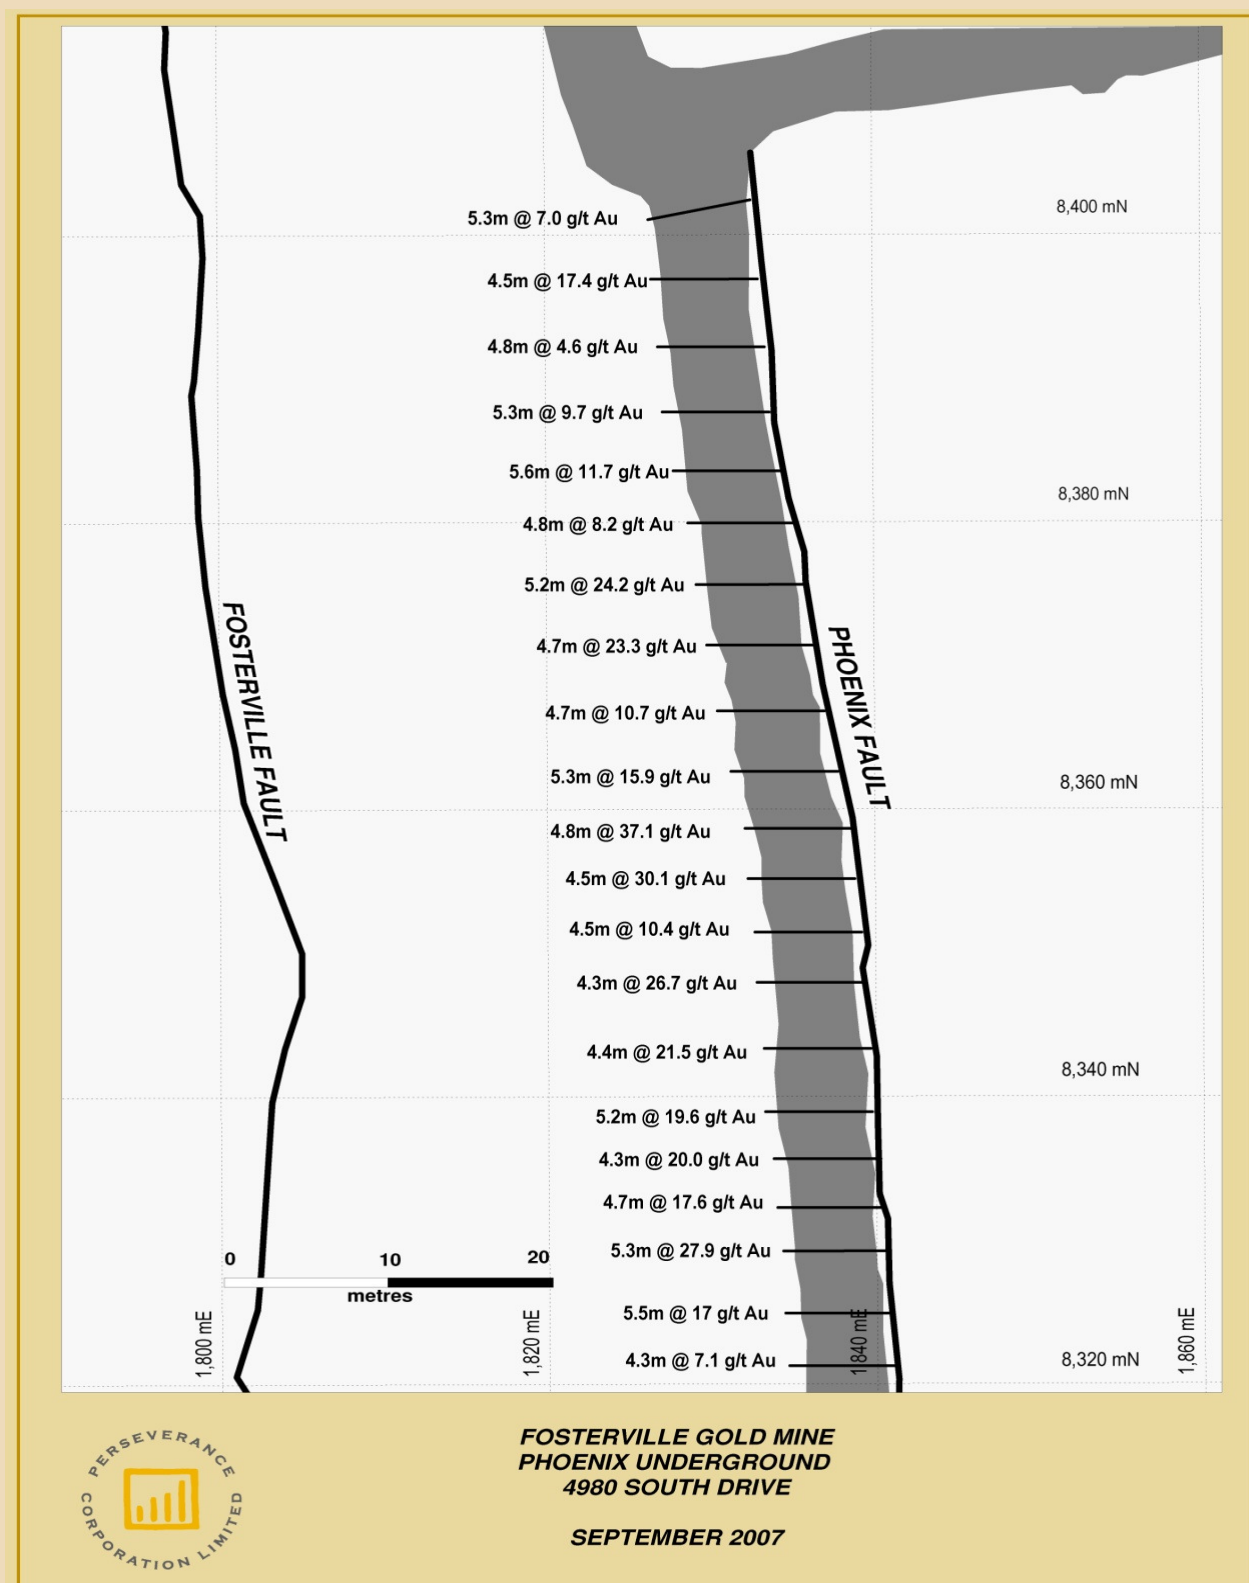 5.3m @ 7.0 g/t Au
8,400 mN
4.5m @ 17.4 g/t Au
4.8m @ 4.6 g/t Au
5.3m @ 9.7 g/t Au
5.6m @ 11.7 g/t Au
8,380 mN
4.8m @ 8.2 g/t Au
5.2m @ 24.2 g/t Au
FOSTERVILLE FAULT
PHOENIX FAULT
4.7m @ 23.3 g/t Au
4.7m @ 10.7 g/t Au
5.3m @ 15.9 g/t Au
8,360 mN
4.8m @ 37.1 g/t Au
4.5m @ 30.1 g/t Au
4.5m @ 10.4 g/t Au
4.3m @ 26.7 g/t Au
4.4m @ 21.5 g/t Au
8,340 mN
5.2m @ 19.6 g/t Au
4.3m @ 20.0 g/t Au
4.7m @ 17.6 g/t Au
5.3m @ 27.9 g/t Au
0 10 20
metres
5.5m @ 17 g/t Au
4.3m @ 7.1 g/t Au
8,320 mN
1,800 mE
1,820 mE
1,840 mE
1,860 mE
PERSEVERANCE
CORPORATION LIMITED
FOSTERVILLE GOLD MINE
PHOENIX UNDERGROUND
4980 SOUTH DRIVE
SEPTEMBER 2007